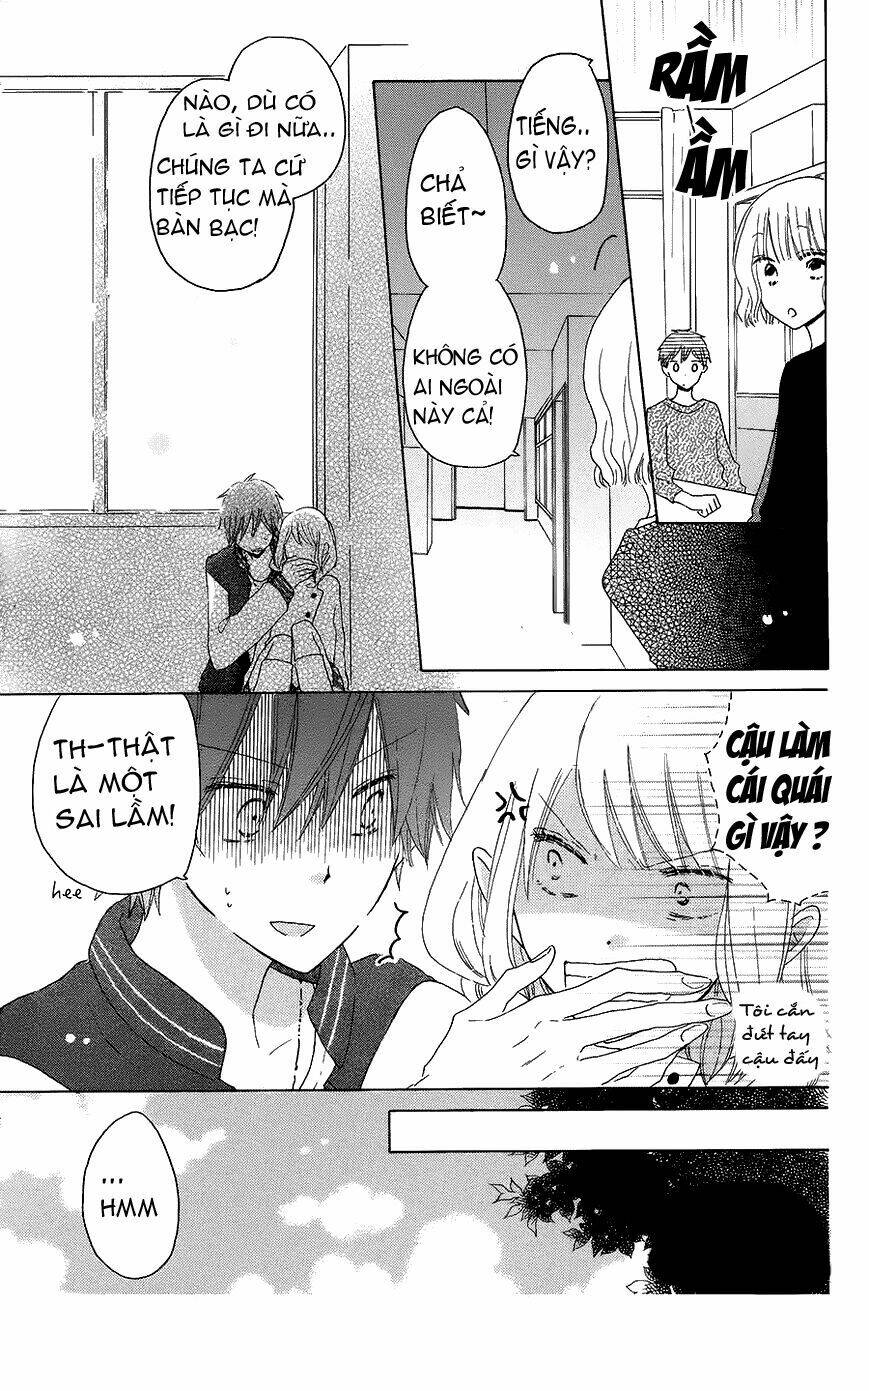 RẦM
ẦM
TIẾNG..
GÌ VẬY?
CHẢ
BIẾT~
KHÔNG CÓ
AI NGOÀI
NÀY CẢ!
NÀO, DÙ CÓ
LÀ GÌ ĐI NỮA..
CHÚNG TA CỨ
TIẾP TỤC MÀ
BÀN BẠC!
CẬU LÀM
CÁI QUÁI
GÌ VẬY ?
Tôi cắn
đứt tay
cậu đấy
TH-THẬT
LÀ MỘT
SAI LẦM!
hee
...
HMM